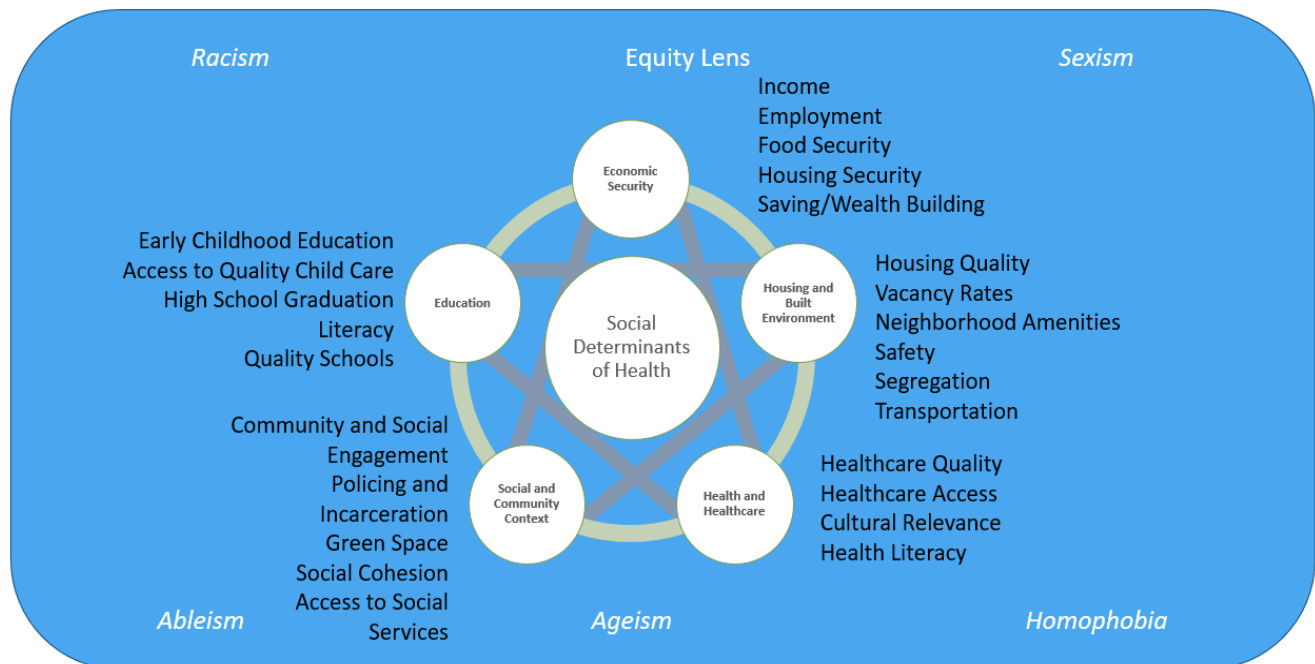 Racism
Equity Lens
Sexism
Income
Employment
Food Security
Housing Security
Saving/Wealth Building
Economic
Security
Early Childhood Education
Access to Quality Child Care
High School Graduation
Literacy
Quality Schools
Education
Social
Determinants
of Health
Housing and
Built
Environment
Housing Quality
Vacancy Rates
Neighborhood Amenities
Safety
Segregation
Transportation
Community and Social
Engagement
Policing and
Incarceration
Green Space
Social Cohesion
Access to Social
Services
Social and
Community
Context
Health and
Healthcare
Healthcare Quality
Healthcare Access
Cultural Relevance
Health Literacy
Ableism
Ageism
Homophobia